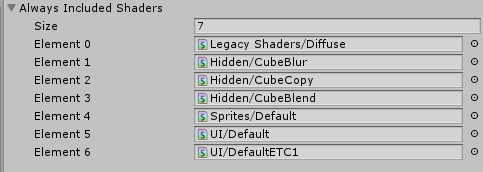 Always Included Shaders
Size 7
Element 0 Legacy Shaders/Diffuse
Element 1 Hidden/CubeBlur
Element 2 Hidden/CubeCopy
Element 3 Hidden/CubeBlend
Element 4 Sprites/Default
Element 5 UI/Default
Element 6 UI/DefaultETC1